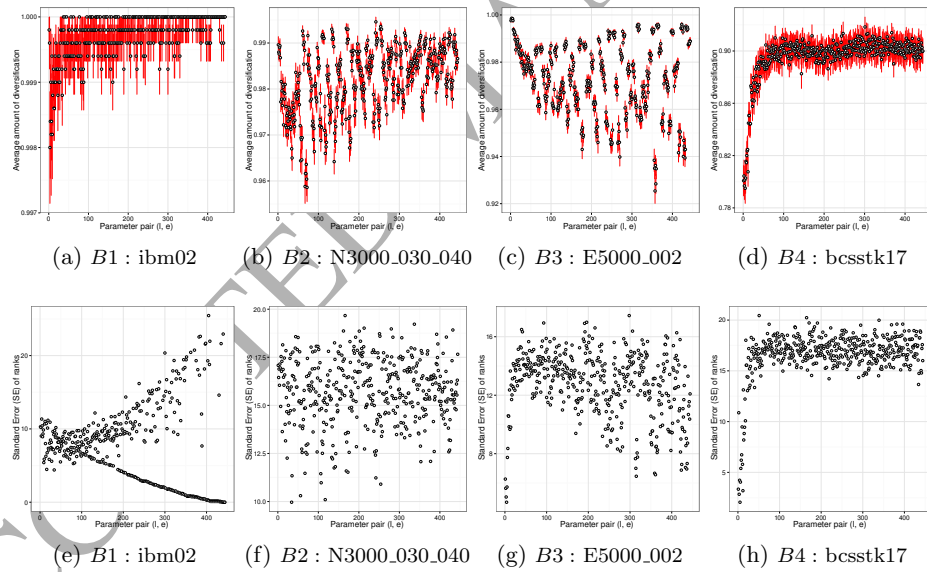 Average amount of diversification
1.000
0.999
0.998
0.997
0 100 200 300 400
Parameter pair (l, e)
(a) B1 : ibm02
Average amount of diversification
0.99
0.98
0.97
0.96
0 100 200 300 400
Parameter pair (l, e)
(b) B2 : N3000_030_040
Average amount of diversification
1.00
0.98
0.96
0.94
0.92
0 100 200 300 400
Parameter pair (l, e)
(c) B3 : E5000_002
Average amount of diversification
0.90
0.86
0.82
0.78
0 100 200 300 400
Parameter pair (l, e)
(d) B4 : bcsstk17
Standard Error (SE) of ranks
20
10
0
0 100 200 300 400
Parameter pair (l, e)
(e) B1 : ibm02
Standard Error (SE) of ranks
20.0
17.5
15.0
12.5
10.0
0 100 200 300 400
Parameter pair (l, e)
(f) B2 : N3000_030_040
Standard Error (SE) of ranks
16
12
8
0 100 200 300 400
Parameter pair (l, e)
(g) B3 : E5000_002
Standard Error (SE) of ranks
20
15
10
5
0 100 200 300 400
Parameter pair (l, e)
(h) B4 : bcsstk17